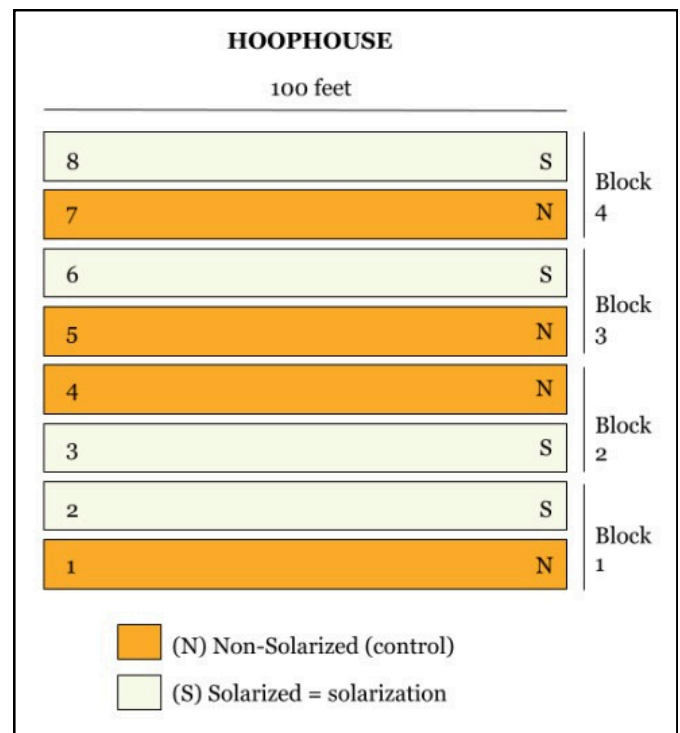 HOOPHOUSE
100 feet
8 S
7 N
Block
4
6 S
5 N
Block
3
4 N
3 S
Block
2
2 S
1 N
Block
1
(N) Non-Solarized (control)
(S) Solarized = solarization